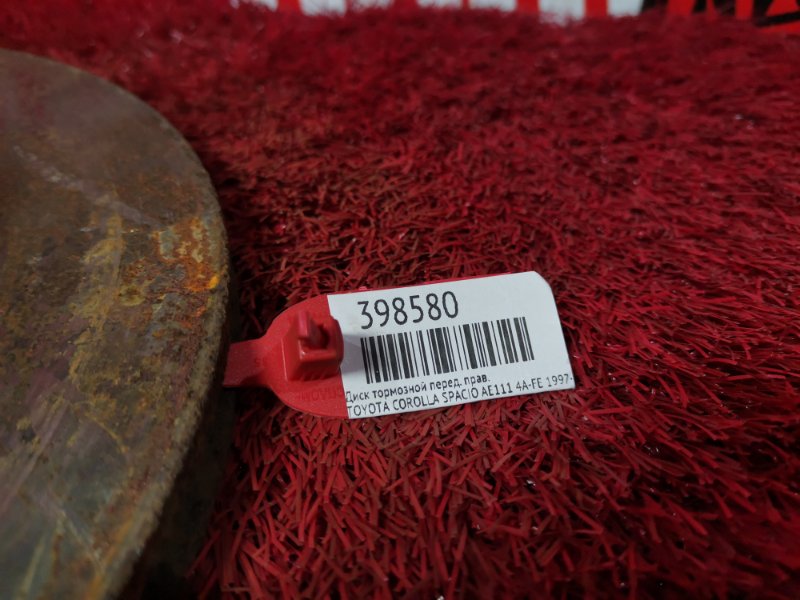 398580
Диск тормозной перед. прав.
TOYOTA COROLLA SPACIO AE111 4A-FE 1997-